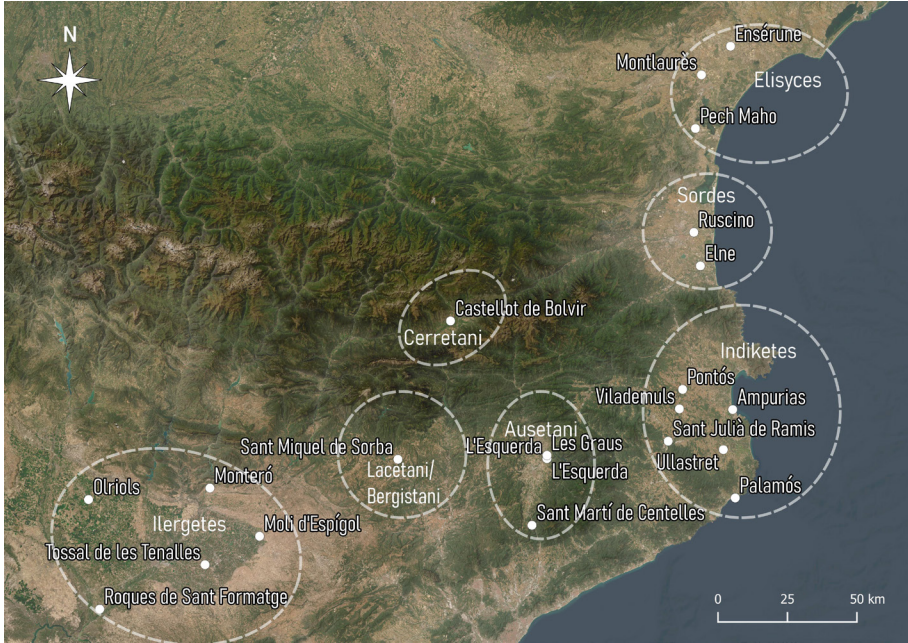 N
Ensérune
Montlaurès
Elisyces
Pech Maho
Sordes
Ruscino
Elne
Castellot de Bolvir
Cerretani
Indiketes
Pontós
Vilademuls
Ampurias
Sant Julià de Ramis
Ullastret
Palamós
Ausetani
L'Esquerda
Les Graus
L'Esquerda
Sant Martí de Centelles
Sant Miquel de Sorba
Lacetani/
Bergistani
Olriols
Monteró
Ilergetes
Moli d'Espígol
Tossal de les Tenalles
Roques de Sant Formatge
0 25 50 km